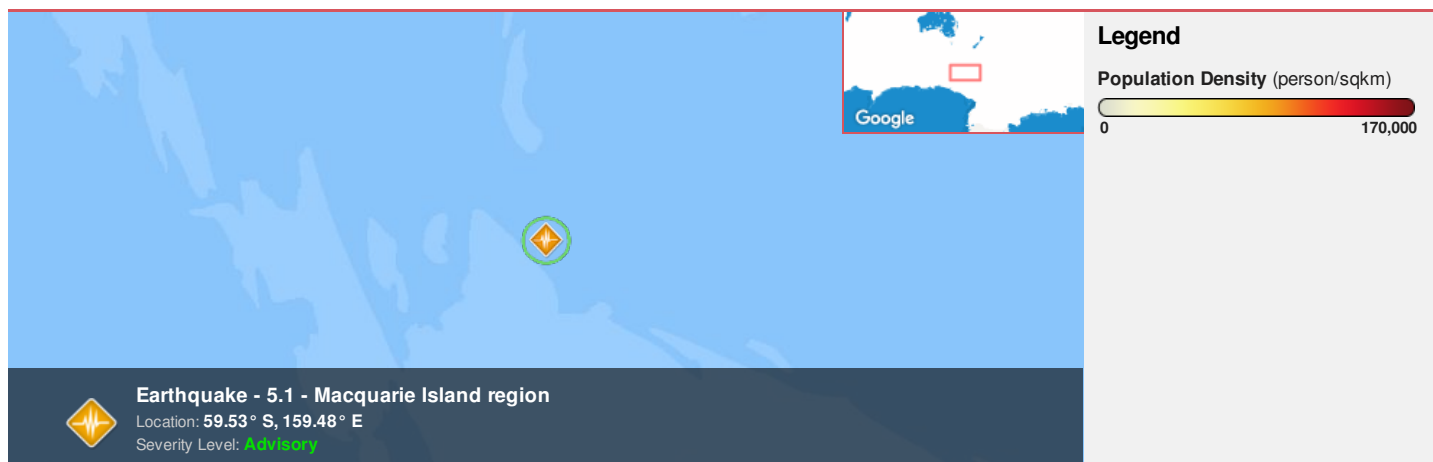 Google
Legend
Population Density (person/sqkm)
0 170,000
Earthquake - 5.1 - Macquarie Island region
Location: 59.53° S, 159.48° E
Severity Level: Advisory